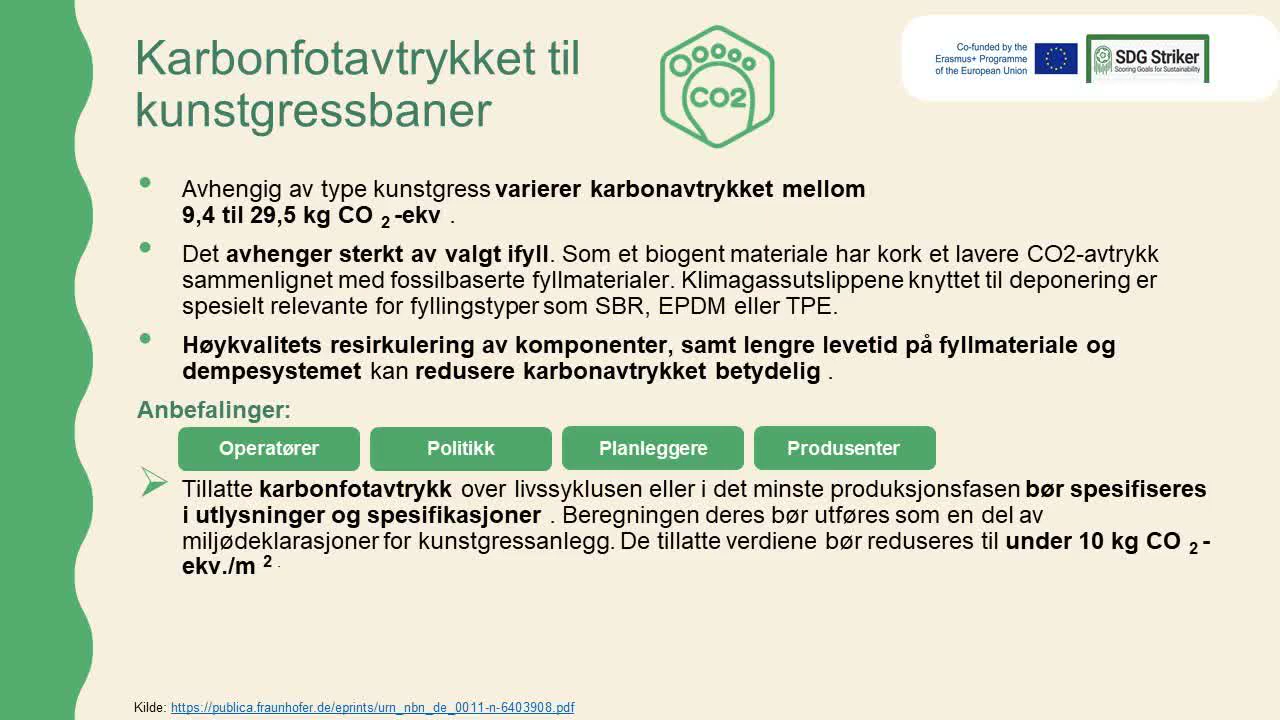 Karbonfotavtrykket til
kunstgressbaner
CO2
Co-funded by the
Erasmus+ Programme
of the European Union
SDG Striker
Scoring Goals for Sustainability
• Avhengig av type kunstgress varierer karbonavtrykket mellom
9,4 til 29,5 kg CO 2 -ekv .
• Det avhenger sterkt av valgt ifyll. Som et biogent materiale har kork et lavere CO2-avtrykk
sammenlignet med fossilbaserte fyllmaterialer. Klimagassutslippene knyttet til deponering er
spesielt relevante for fyllingstyper som SBR, EPDM eller TPE.
• Høykvalitets resirkulering av komponenter, samt lengre levetid på fyllmateriale og
dempesystemet kan redusere karbonavtrykket betydelig .
Anbefalinger:
Operatører Politikk Planleggere Produsenter
Tillatte karbonfotavtrykk over livssyklusen eller i det minste produksjonsfasen bør spesifiseres
i utlysninger og spesifikasjoner . Beregningen deres bør utføres som en del av
miljødeklarasjoner for kunstgressanlegg. De tillatte verdiene bør reduseres til under 10 kg CO 2 -
ekv./m 2 .
Kilde: https://publica.fraunhofer.de/eprints/urn_nbn_de_0011-n-6403908.pdf